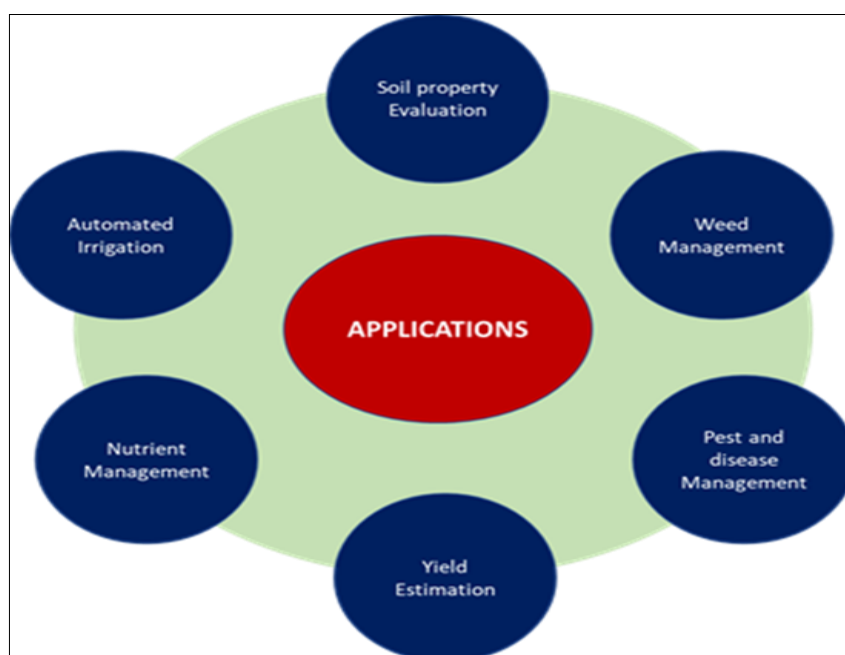 Soil property
Evaluation
Automated
Irrigation
Weed
Management
APPLICATIONS
Nutrient
Management
Pest and
disease
Management
Yield
Estimation